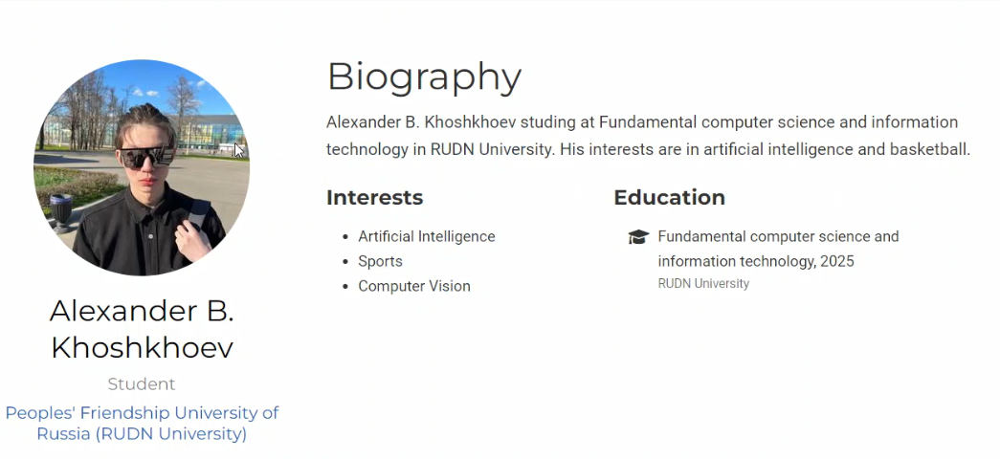 Biography
Alexander B. Khoshkhoev studing at Fundamental computer science and information
technology in RUDN University. His interests are in artificial intelligence and basketball.
Interests
Artificial Intelligence
Sports
Computer Vision
Education
Fundamental computer science and
information technology, 2025
RUDN University
Alexander B.
Khoshkhoev
Student
Peoples' Friendship University of
Russia (RUDN University)